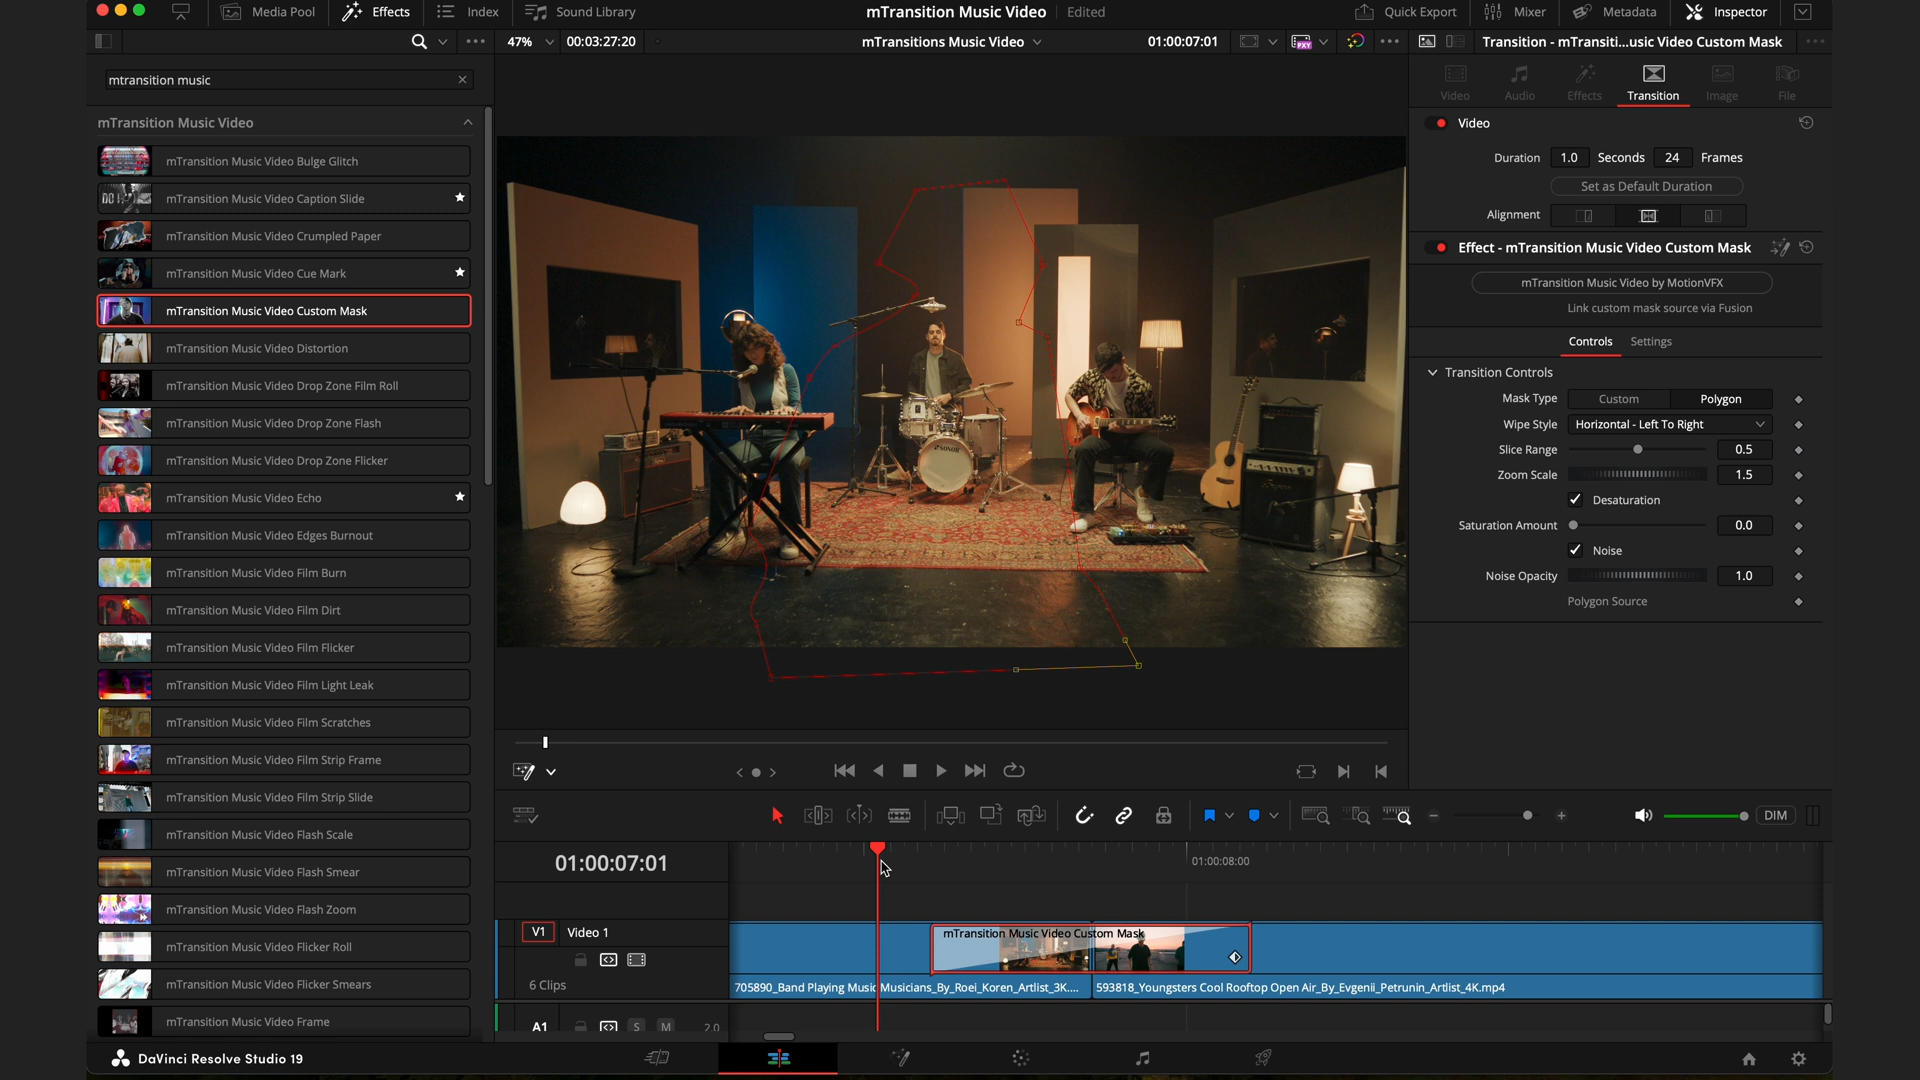 Media Pool
Effects
Index
Sound Library
mTransition Music Video
Edited
Quick Export
Mixer
Metadata
Inspector
47%
00:03:27:20
mTransitions Music Video
01:00:07:01
PXY
Transition - mTransiti...usic Video Custom Mask
mtransition music
Video
Audio
Effects
Transition
Image
File
mTransition Music Video
mTransition Music Video Bulge Glitch
mTransition Music Video Caption Slide
mTransition Music Video Crumpled Paper
mTransition Music Video Cue Mark
mTransition Music Video Custom Mask
mTransition Music Video Distortion
mTransition Music Video Drop Zone Film Roll
mTransition Music Video Drop Zone Flash
mTransition Music Video Drop Zone Flicker
mTransition Music Video Echo
mTransition Music Video Edges Burnout
mTransition Music Video Film Burn
mTransition Music Video Film Dirt
mTransition Music Video Film Flicker
mTransition Music Video Film Light Leak
mTransition Music Video Film Scratches
mTransition Music Video Film Strip Frame
mTransition Music Video Film Strip Slide
mTransition Music Video Flash Scale
mTransition Music Video Flash Smear
mTransition Music Video Flash Zoom
mTransition Music Video Flicker Roll
mTransition Music Video Flicker Smears
mTransition Music Video Frame
SONOR
Video
Duration 1.0 Seconds 24 Frames
Set as Default Duration
Alignment
Effect - mTransition Music Video Custom Mask
mTransition Music Video by MotionVFX
Link custom mask source via Fusion
Controls Settings
Transition Controls
Mask Type Custom Polygon
Wipe Style Horizontal - Left To Right
Slice Range 0.5
Zoom Scale 1.5
Desaturation
Saturation Amount 0.0
Noise
Noise Opacity 1.0
Polygon Source
DIM
01:00:07:01
01:00:08:00
V1 Video 1
6 Clips
mTransition Music Video Custom Mask
705890_Band Playing Music Musicians_By_Roei_Koren_Artlist_3K....
593818_Youngsters Cool Rooftop Open Air_By_Evgenii_Petrunin_Artlist_4K.mp4
A1 S M 2.0
DaVinci Resolve Studio 19